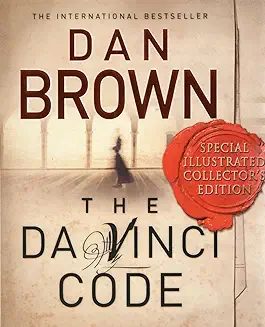 THE INTERNATIONAL BESTSELLER
DAN
BROWN
SPECIAL
ILLUSTRATED
COLLECTOR'S
EDITION
THE
DA VINCI
CODE